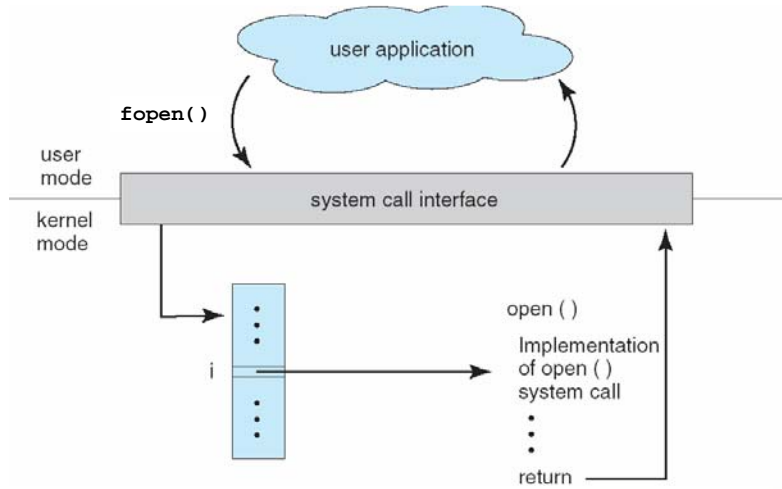 user application
fopen()
user
mode
system call interface
kernel
mode
i
open ( )
Implementation
of open ( )
system call
return